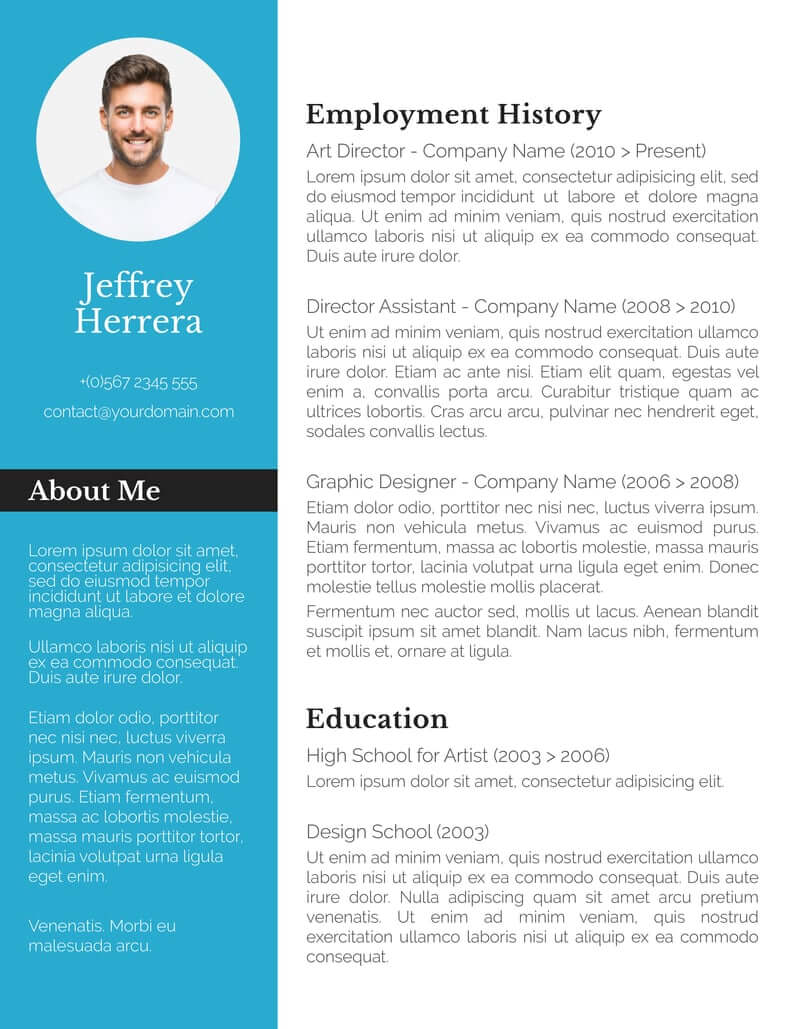 Jeffrey
Herrera
+(0)567 2345 555
contact@yourdomain.com
About Me
Lorem ipsum dolor sit amet,
consectetur adipisicing elit,
sed do eiusmod tempor
incididunt ut labore et dolore
magna aliqua.
Ullamco laboris nisi ut aliquip
ex ea commodo consequat.
Duis aute irure dolor.
Etiam dolor odio, porttitor
nec nisi nec, luctus viverra
ipsum. Mauris non vehicula
metus. Vivamus ac euismod
purus. Etiam fermentum,
massa ac lobortis molestie,
massa mauris porttitor tortor,
lacinia volutpat urna ligula
eget enim.
Venenatis. Morbi eu
malesuada arcu.
Employment History
Art Director - Company Name (2010 > Present)
Lorem ipsum dolor sit amet, consectetur adipisicing elit, sed
do eiusmod tempor incididunt ut labore et dolore magna
aliqua. Ut enim ad minim veniam, quis nostrud exercitation
ullamco laboris nisi ut aliquip ex ea commodo consequat.
Duis aute irure dolor.
Director Assistant - Company Name (2008 > 2010)
Ut enim ad minim veniam, quis nostrud exercitation ullamco
laboris nisi ut aliquip ex ea commodo consequat. Duis aute
irure dolor. Etiam ac ante nisi. Etiam elit quam, egestas vel
enim a, convallis porta arcu. Curabitur tristique quam ac
ultrices lobortis. Cras arcu arcu, pulvinar nec hendrerit eget,
sodales convallis lectus.
Graphic Designer - Company Name (2006 > 2008)
Etiam dolor odio, porttitor nec nisi nec, luctus viverra ipsum.
Mauris non vehicula metus. Vivamus ac euismod purus.
Etiam fermentum, massa ac lobortis molestie, massa mauris
porttitor tortor, lacinia volutpat urna ligula eget enim. Donec
molestie tellus molestie mollis placerat.
Fermentum nec auctor sed, mollis ut lacus. Aenean blandit
suscipit ipsum sit amet blandit. Nam lacus nibh, fermentum
et mollis et, ornare at ligula.
Education
High School for Artist (2003 > 2006)
Lorem ipsum dolor sit amet, consectetur adipisicing elit.
Design School (2003)
Ut enim ad minim veniam, quis nostrud exercitation ullamco
laboris nisi ut aliquip ex ea commodo consequat. Duis aute
irure dolor. Nulla adipiscing quam sit amet arcu pretium
venenatis. Ut enim ad minim veniam, quis nostrud
exercitation ullamco laboris nisi ut aliquip ex ea commodo
consequat.